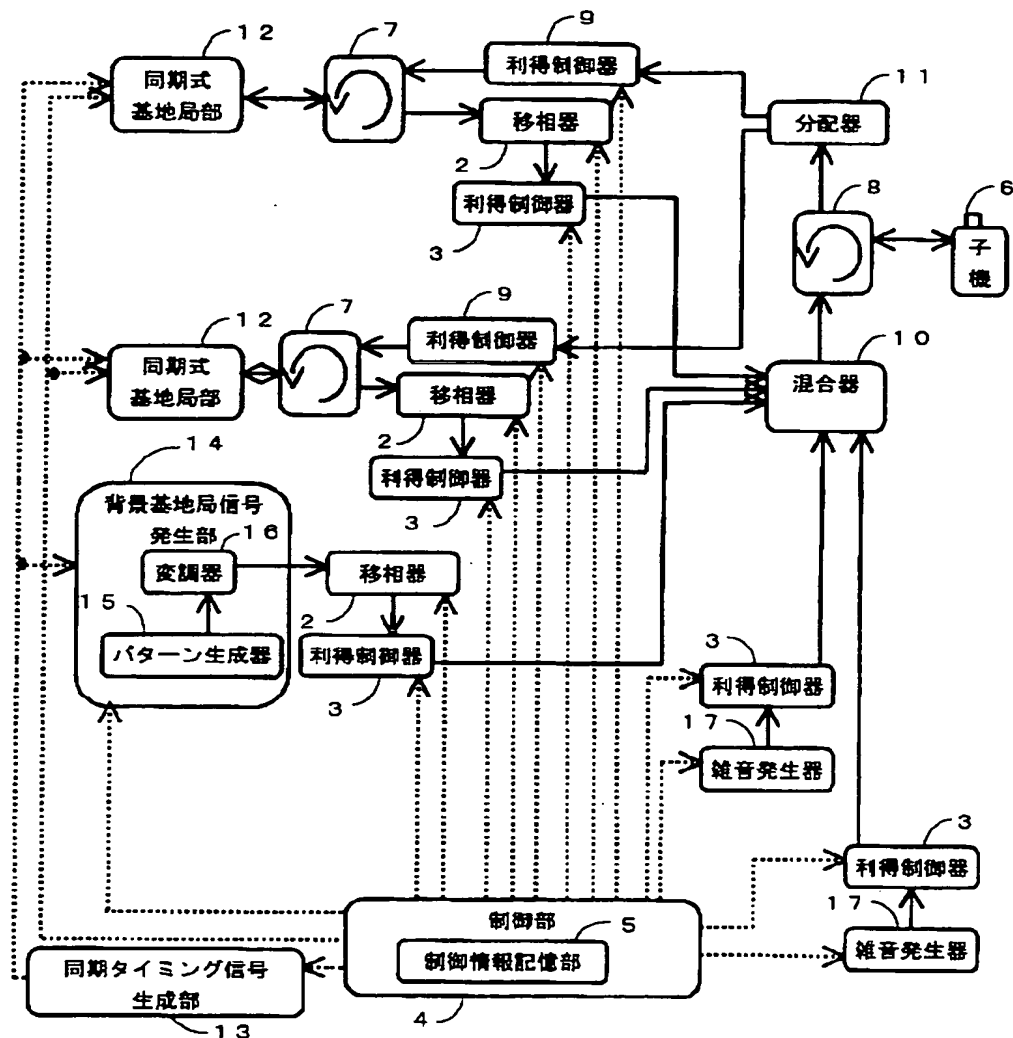 12
7
9
同期式
基地局部
利得制御器
11
移相器
分配器
2
8
6
利得制御器
3
子
機
12
7
9
同期式
基地局部
利得制御器
10
移相器
混合器
2
14
利得制御器
背景基地局信号
発生部
3
16
変調器
移相器
15
2
パターン生成器
利得制御器
3
3
利得制御器
17
雑音発生器
3
利得制御器
17
制御部
5
雑音発生器
制御情報記憶部
同期タイミング信号
生成部
4
13